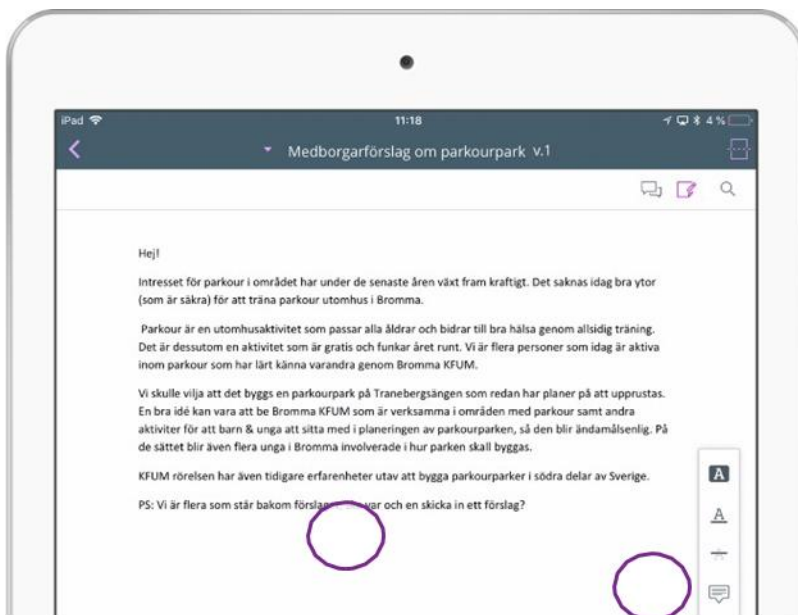 iPad
11:18
4 %
Medborgarförslag om parkourpark v.1
Hej!
Intresset för parkour i området har under de senaste åren växt fram kraftigt. Det saknas idag bra ytor
(som är säkra) för att träna parkour utomhus i Bromma.
Parkour är en utomhusaktivitet som passar alla åldrar och bidrar till bra hälsa genom allsidig träning.
Det är dessutom en aktivitet som är gratis och funkar året runt. Vi är flera personer som idag är aktiva
inom parkour som har lärt känna varandra genom Bromma KFUM.
Vi skulle vilja att det byggs en parkourpark på Tranebergsängen som redan har planer på att upprustas.
En bra idé kan vara att be Bromma KFUM som är verksamma i områden med parkour samt andra
aktiviter för att barn & unga att sitta med i planeringen av parkourparken, så den blir ändamålsenlig. På
de sättet blir även flera unga i Bromma involverade i hur parken skall byggas.
KFUM rörelsen har även tidigare erfarenheter utav att bygga parkourparker i södra delar av Sverige.
PS: Vi är flera som står bakom var och en skicka in ett förslag?
A
A
A